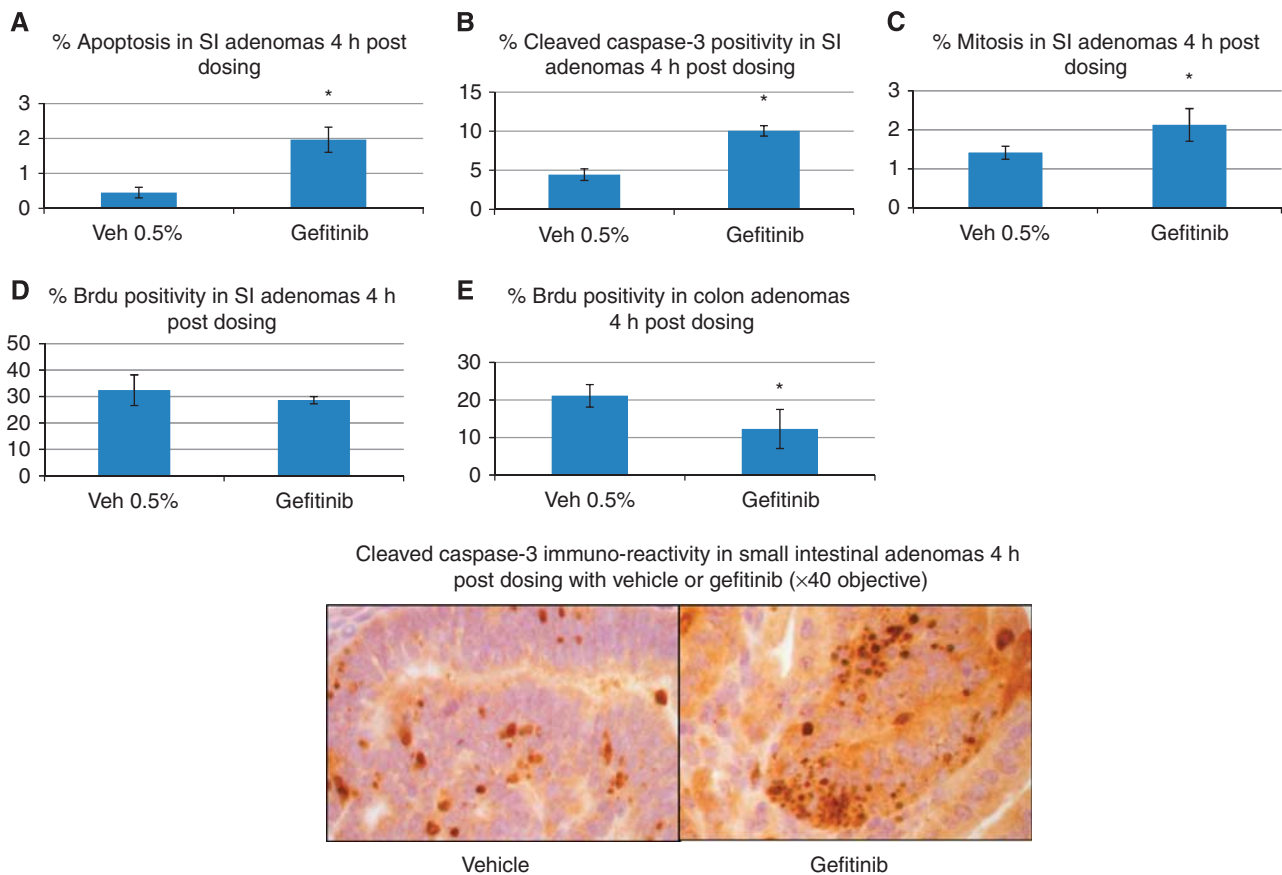 A
% Apoptosis in SI adenomas 4 h post
dosing
3
2
1
0
*
Veh 0.5%
Gefitinib
B
% Cleaved caspase-3 positivity in SI
adenomas 4 h post dosing
15
10
5
0
*
Veh 0.5%
Gefitinib
C
% Mitosis in SI adenomas 4 h post
dosing
3
2
1
0
*
Veh 0.5%
Gefitinib
D
% Brdu positivity in SI adenomas 4 h
post dosing
50
40
30
20
10
0
Veh 0.5%
Gefitinib
E
% Brdu positivity in colon adenomas
4 h post dosing
30
20
10
0
*
Veh 0.5%
Gefitinib
Cleaved caspase-3 immuno-reactivity in small intestinal adenomas 4 h
post dosing with vehicle or gefitinib (×40 objective)
Vehicle
Gefitinib